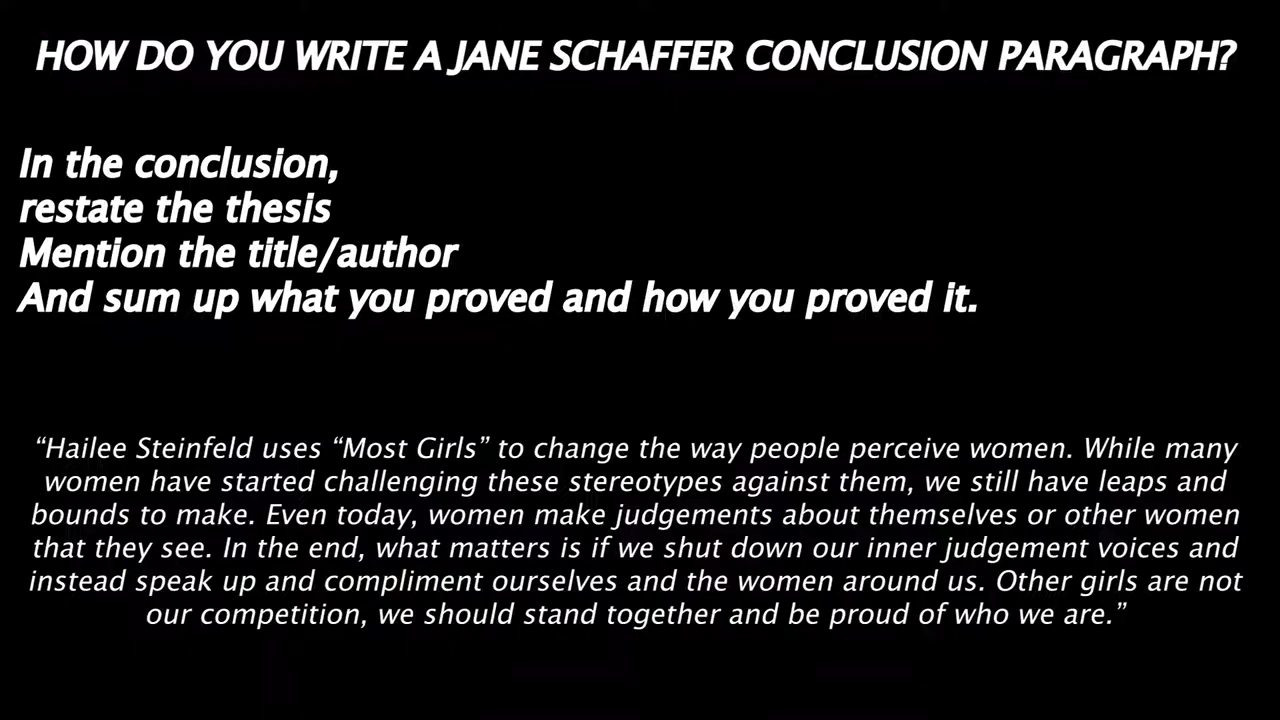 HOW DO YOU WRITE A JANE SCHAFFER CONCLUSION PARAGRAPH?
In the conclusion,
restate the thesis
Mention the title/author
And sum up what you proved and how you proved it.
“Hailee Steinfeld uses “Most Girls” to change the way people perceive women. While many
women have started challenging these stereotypes against them, we still have leaps and
bounds to make. Even today, women make judgements about themselves or other women
that they see. In the end, what matters is if we shut down our inner judgement voices and
instead speak up and compliment ourselves and the women around us. Other girls are not
our competition, we should stand together and be proud of who we are.”